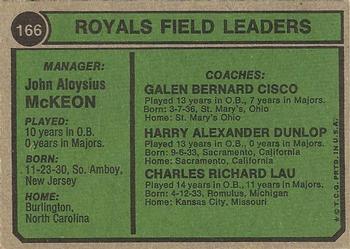 166
ROYALS FIELD LEADERS
MANAGER:
John Aloysius
McKEON
PLAYED:
10 years in O.B.
0 years in Majors.
BORN:
11-23-30, So. Amboy,
New Jersey
HOME:
Burlington,
North Carolina
COACHES:
GALEN BERNARD CISCO
Played 13 years in O.B., 7 years in Majors.
Born: 3-7-36, St. Mary's, Ohio
Home: St. Mary's, Ohio
HARRY ALEXANDER DUNLOP
Played 13 years in O.B., 0 years in Majors.
Born: 9-6-33, Sacramento, California
Home: Sacramento, California
CHARLES RICHARD LAU
Played 14 years in O.B., 11 years in Majors.
Born: 4-12-33, Romulus, Michigan
Home: Kansas City, Missouri
© T.C.G. PRTD. IN U.S.A.